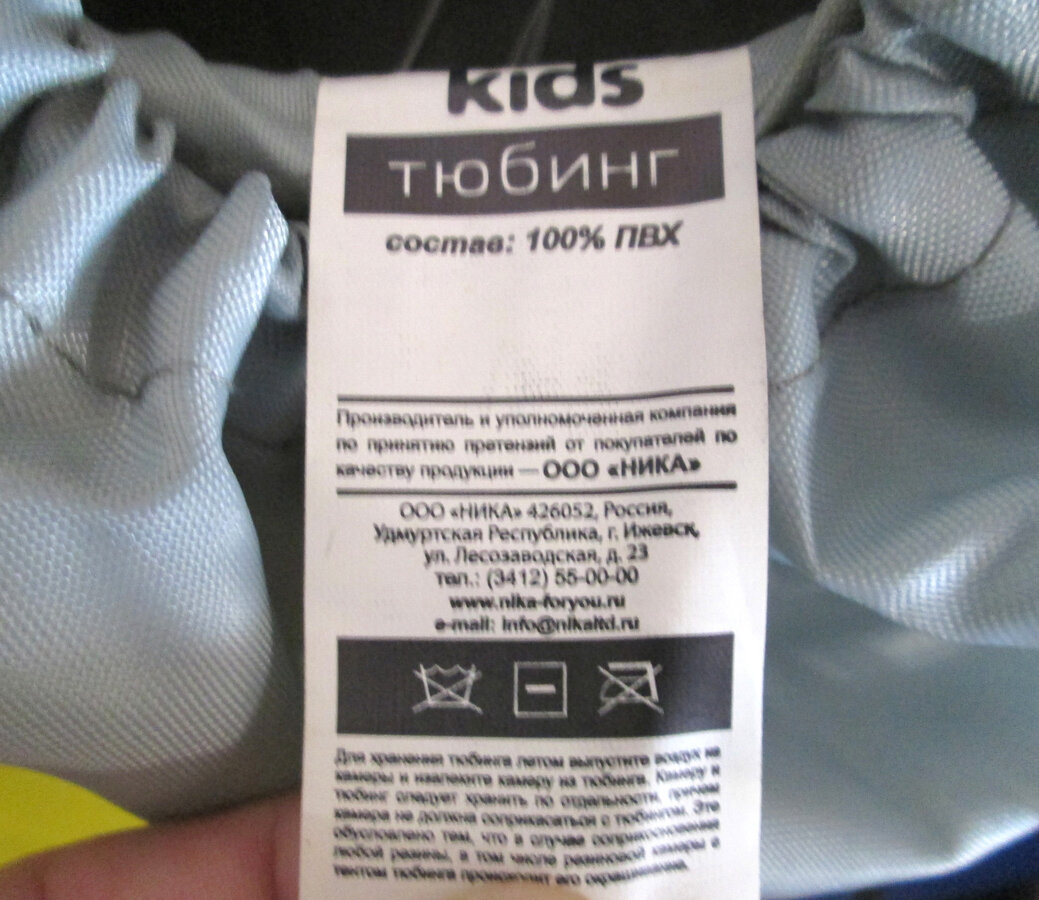 kids
тюбинг
состав: 100% ПВХ
Производитель и уполномоченная компания
по принятию претензий от покупателей по
качеству продукции — ООО «НИКА»
ООО «НИКА» 426052, Россия,
Удмуртская Республика, г. Ижевск,
ул. Лесозаводская, д. 23
тел.: (3412) 55-00-00
www.nika-foryou.ru
e-mail: info@nikaltd.ru
Для хранения тюбинга летом выпустите воздух из
камеры и извлеките камеру из тюбинга. Камеру и
тюбинг следует хранить по отдельности, причем
камера не должна соприкасаться с тюбингом. Это
обусловлено тем, что в случае соприкосновения
любой резины, в том числе резиновой камеры с
тентом тюбинга происходит его окрашивание.